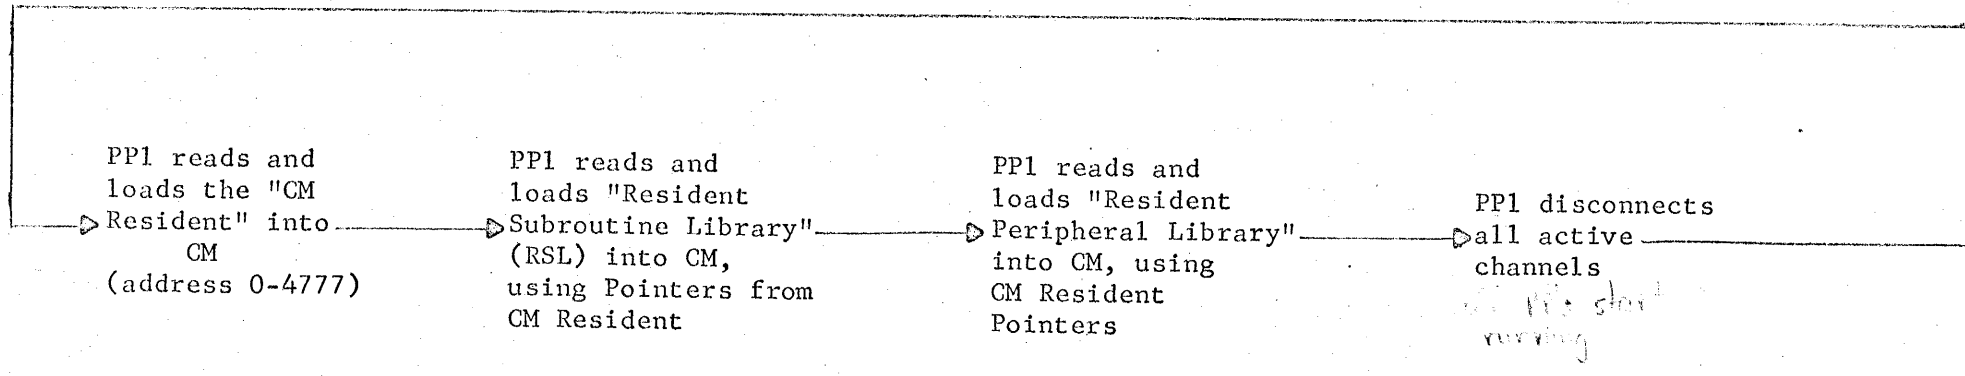 PP1 reads and
loads the "CM
Resident" into
CM
(address 0-4777)
PP1 reads and
loads "Resident
Subroutine Library"
(RSL) into CM,
using Pointers from
CM Resident
PP1 reads and
loads "Resident
Peripheral Library"
into CM, using
CM Resident
Pointers
PP1 disconnects
all active
channels
PP's start
running